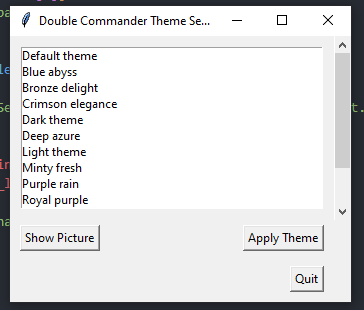 Double Commander Theme Se...
Default theme
Blue abyss
Bronze delight
Crimson elegance
Dark theme
Deep azure
Light theme
Minty fresh
Purple rain
Royal purple
Show Picture
Apply Theme
Quit